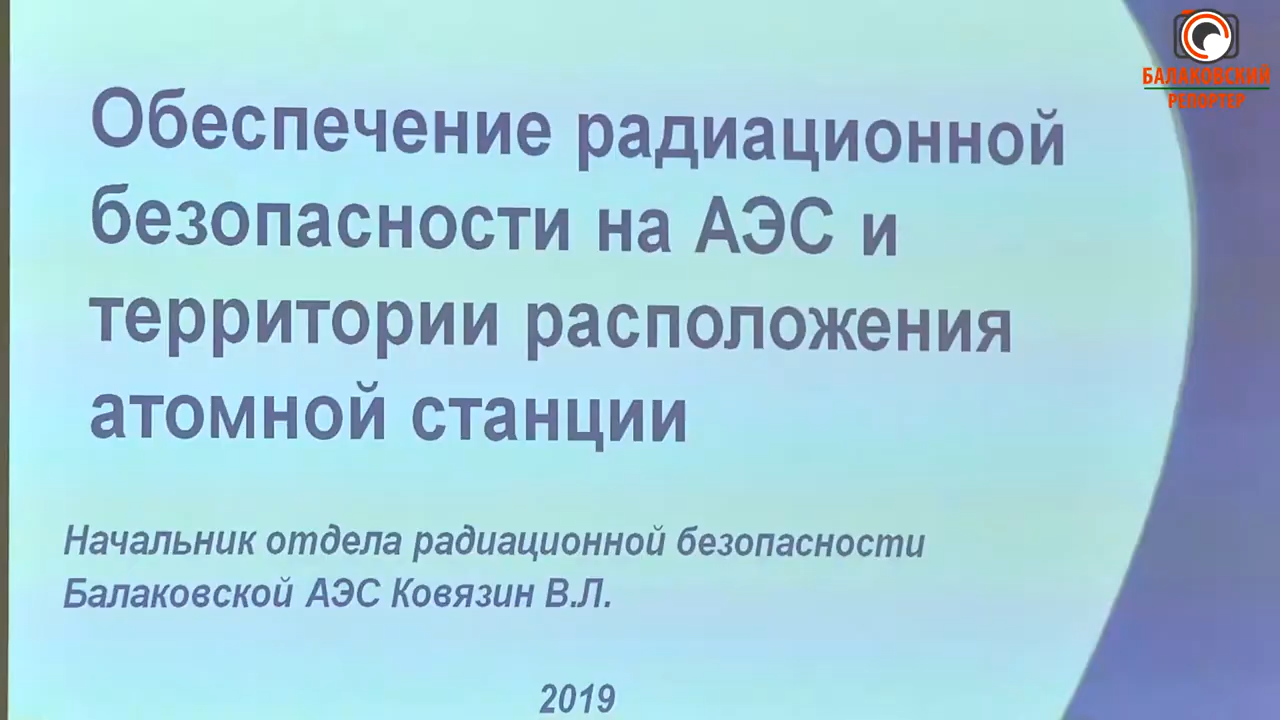 БАЛАКОВСКИЙ
РЕПОРТЕР
Обеспечение радиационной
безопасности на АЭС и
территории расположения
атомной станции
Начальник отдела радиационной безопасности
Балаковской АЭС Ковязин В.Л.
2019